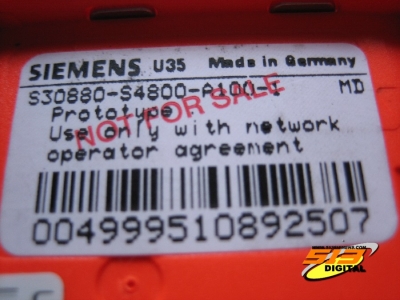 SIEMENS U35 Made in Germany
S30880-S4800-A100-1 MD
Prototype
NOT FOR SALE
Use only with network
operator agreement
004999510892507
513
DIGITAL